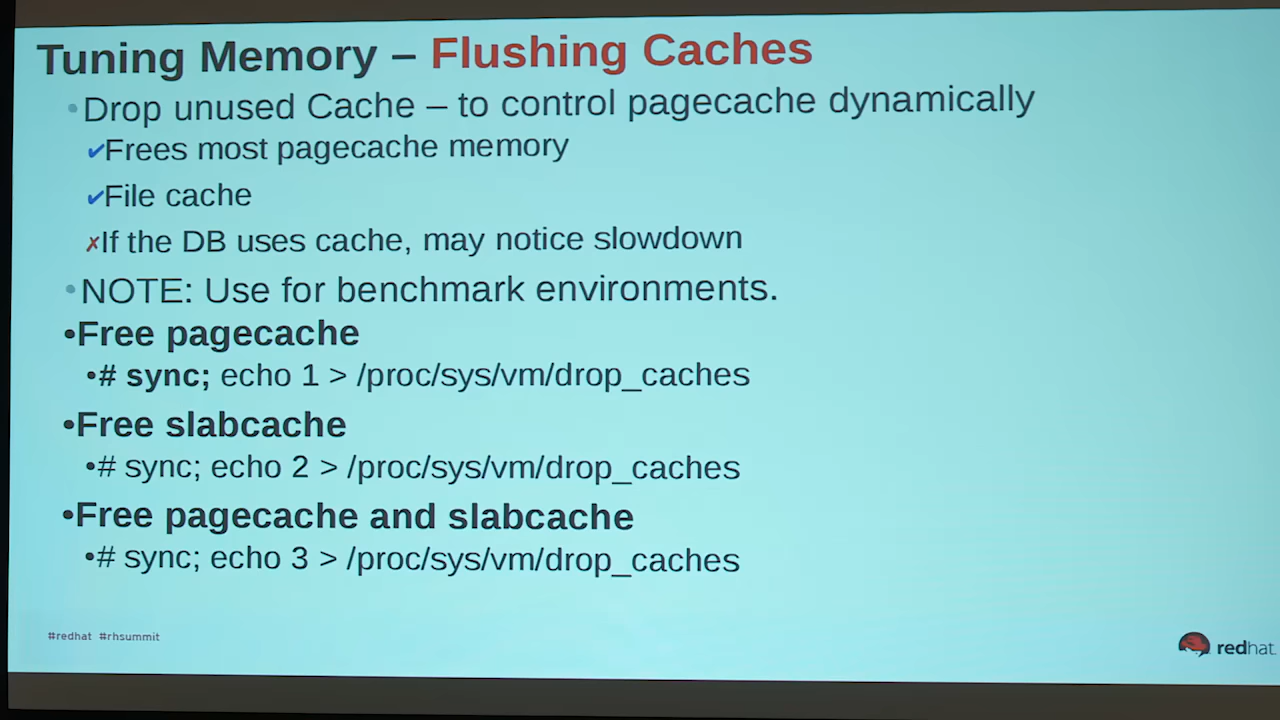 Tuning Memory – Flushing Caches
•Drop unused Cache – to control pagecache dynamically
✔Frees most pagecache memory
✔File cache
✗If the DB uses cache, may notice slowdown
•NOTE: Use for benchmark environments.
•Free pagecache
•# sync; echo 1 > /proc/sys/vm/drop_caches
•Free slabcache
•# sync; echo 2 > /proc/sys/vm/drop_caches
•Free pagecache and slabcache
•# sync; echo 3 > /proc/sys/vm/drop_caches
#redhat #rhsummit
redhat.